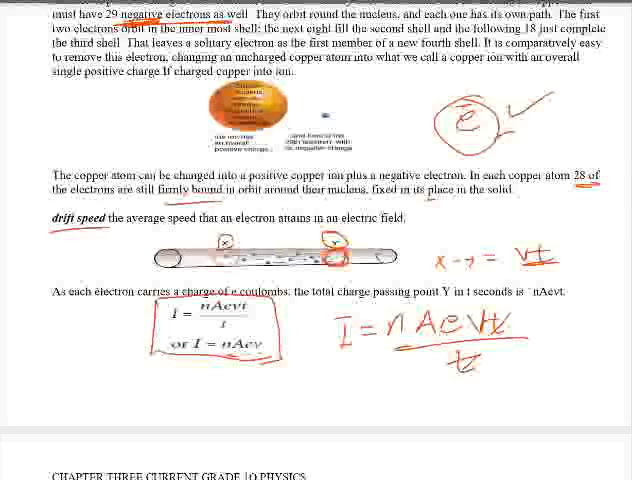 must have 29 negative electrons as well They orbit round the nucleus, and each one has its own path. The first
two electrons orbit in the inner most shell; the next eight fill the second shell and the following 18 just complete
the third shell That leaves a solitary electron as the first member of a new fourth shell. It is comparatively easy
to remove this electron, changing an uncharged copper atom into what we call a copper ion with an overall
single positive charge.If charged copper into ion.
e
positive charge
The copper atom can be changed into a positive copper ion plus a negative electron. In each copper atom 28 of
the electrons are still firmly bound in orbit around their nucleus, fixed in its place in the solid.
drift speed the average speed that an electron attains in an electric field.
X Y
x → y = vt
As each electron carries a charge of e coulombs, the total charge passing point Y in t seconds is nAevt.
I = nAevt
t
or I = nAev
I = nAevt
t
CHAPTER THREE CURRENT GRADE 10 PHYSICS